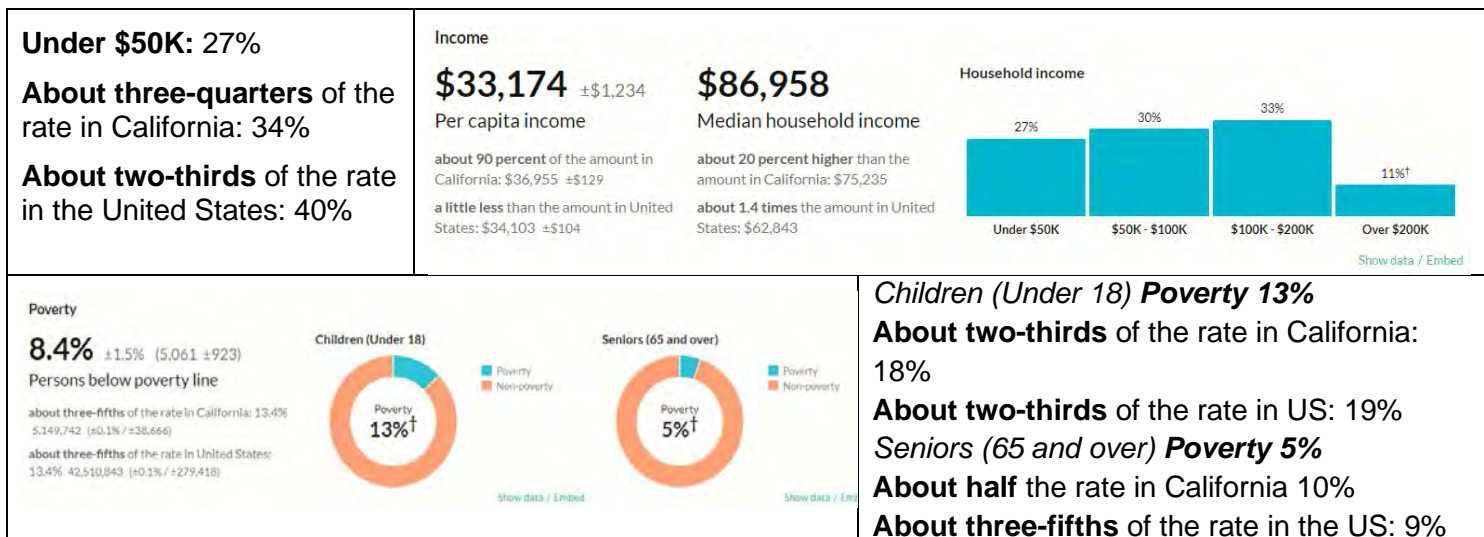 Under $50K: 27%
About three-quarters of the
rate in California: 34%
About two-thirds of the rate
in the United States: 40%
Income
$33,174 ±$1,234
Per capita income
about 90 percent of the amount in
California: $36,955 ±$129
a little less than the amount in United
States: $34,103 ±$104
$86,958
Median household income
about 20 percent higher than the
amount in California: $75,235
about 1.4 times the amount in United
States: $62,843
Household income
27%
30%
33%
11%†
Under $50K
$50K - $100K
$100K - $200K
Over $200K
Show data / Embed
Poverty
8.4% ±1.5% (5,061 ±923)
Persons below poverty line
about three-fifths of the rate in California: 13.4%
5,149,742 (±0.1% / ±38,666)
about three-fifths of the rate in United States:
13.4% 42,510,843 (±0.1% / ±279,418)
Children (Under 18)
Poverty
Non-poverty
Poverty
13%†
Show data / Embed
Seniors (65 and over)
Poverty
Non-poverty
Poverty
5%†
Show data / Em
Children (Under 18) Poverty 13%
About two-thirds of the rate in California:
18%
About two-thirds of the rate in US: 19%
Seniors (65 and over) Poverty 5%
About half the rate in California 10%
About three-fifths of the rate in the US: 9%